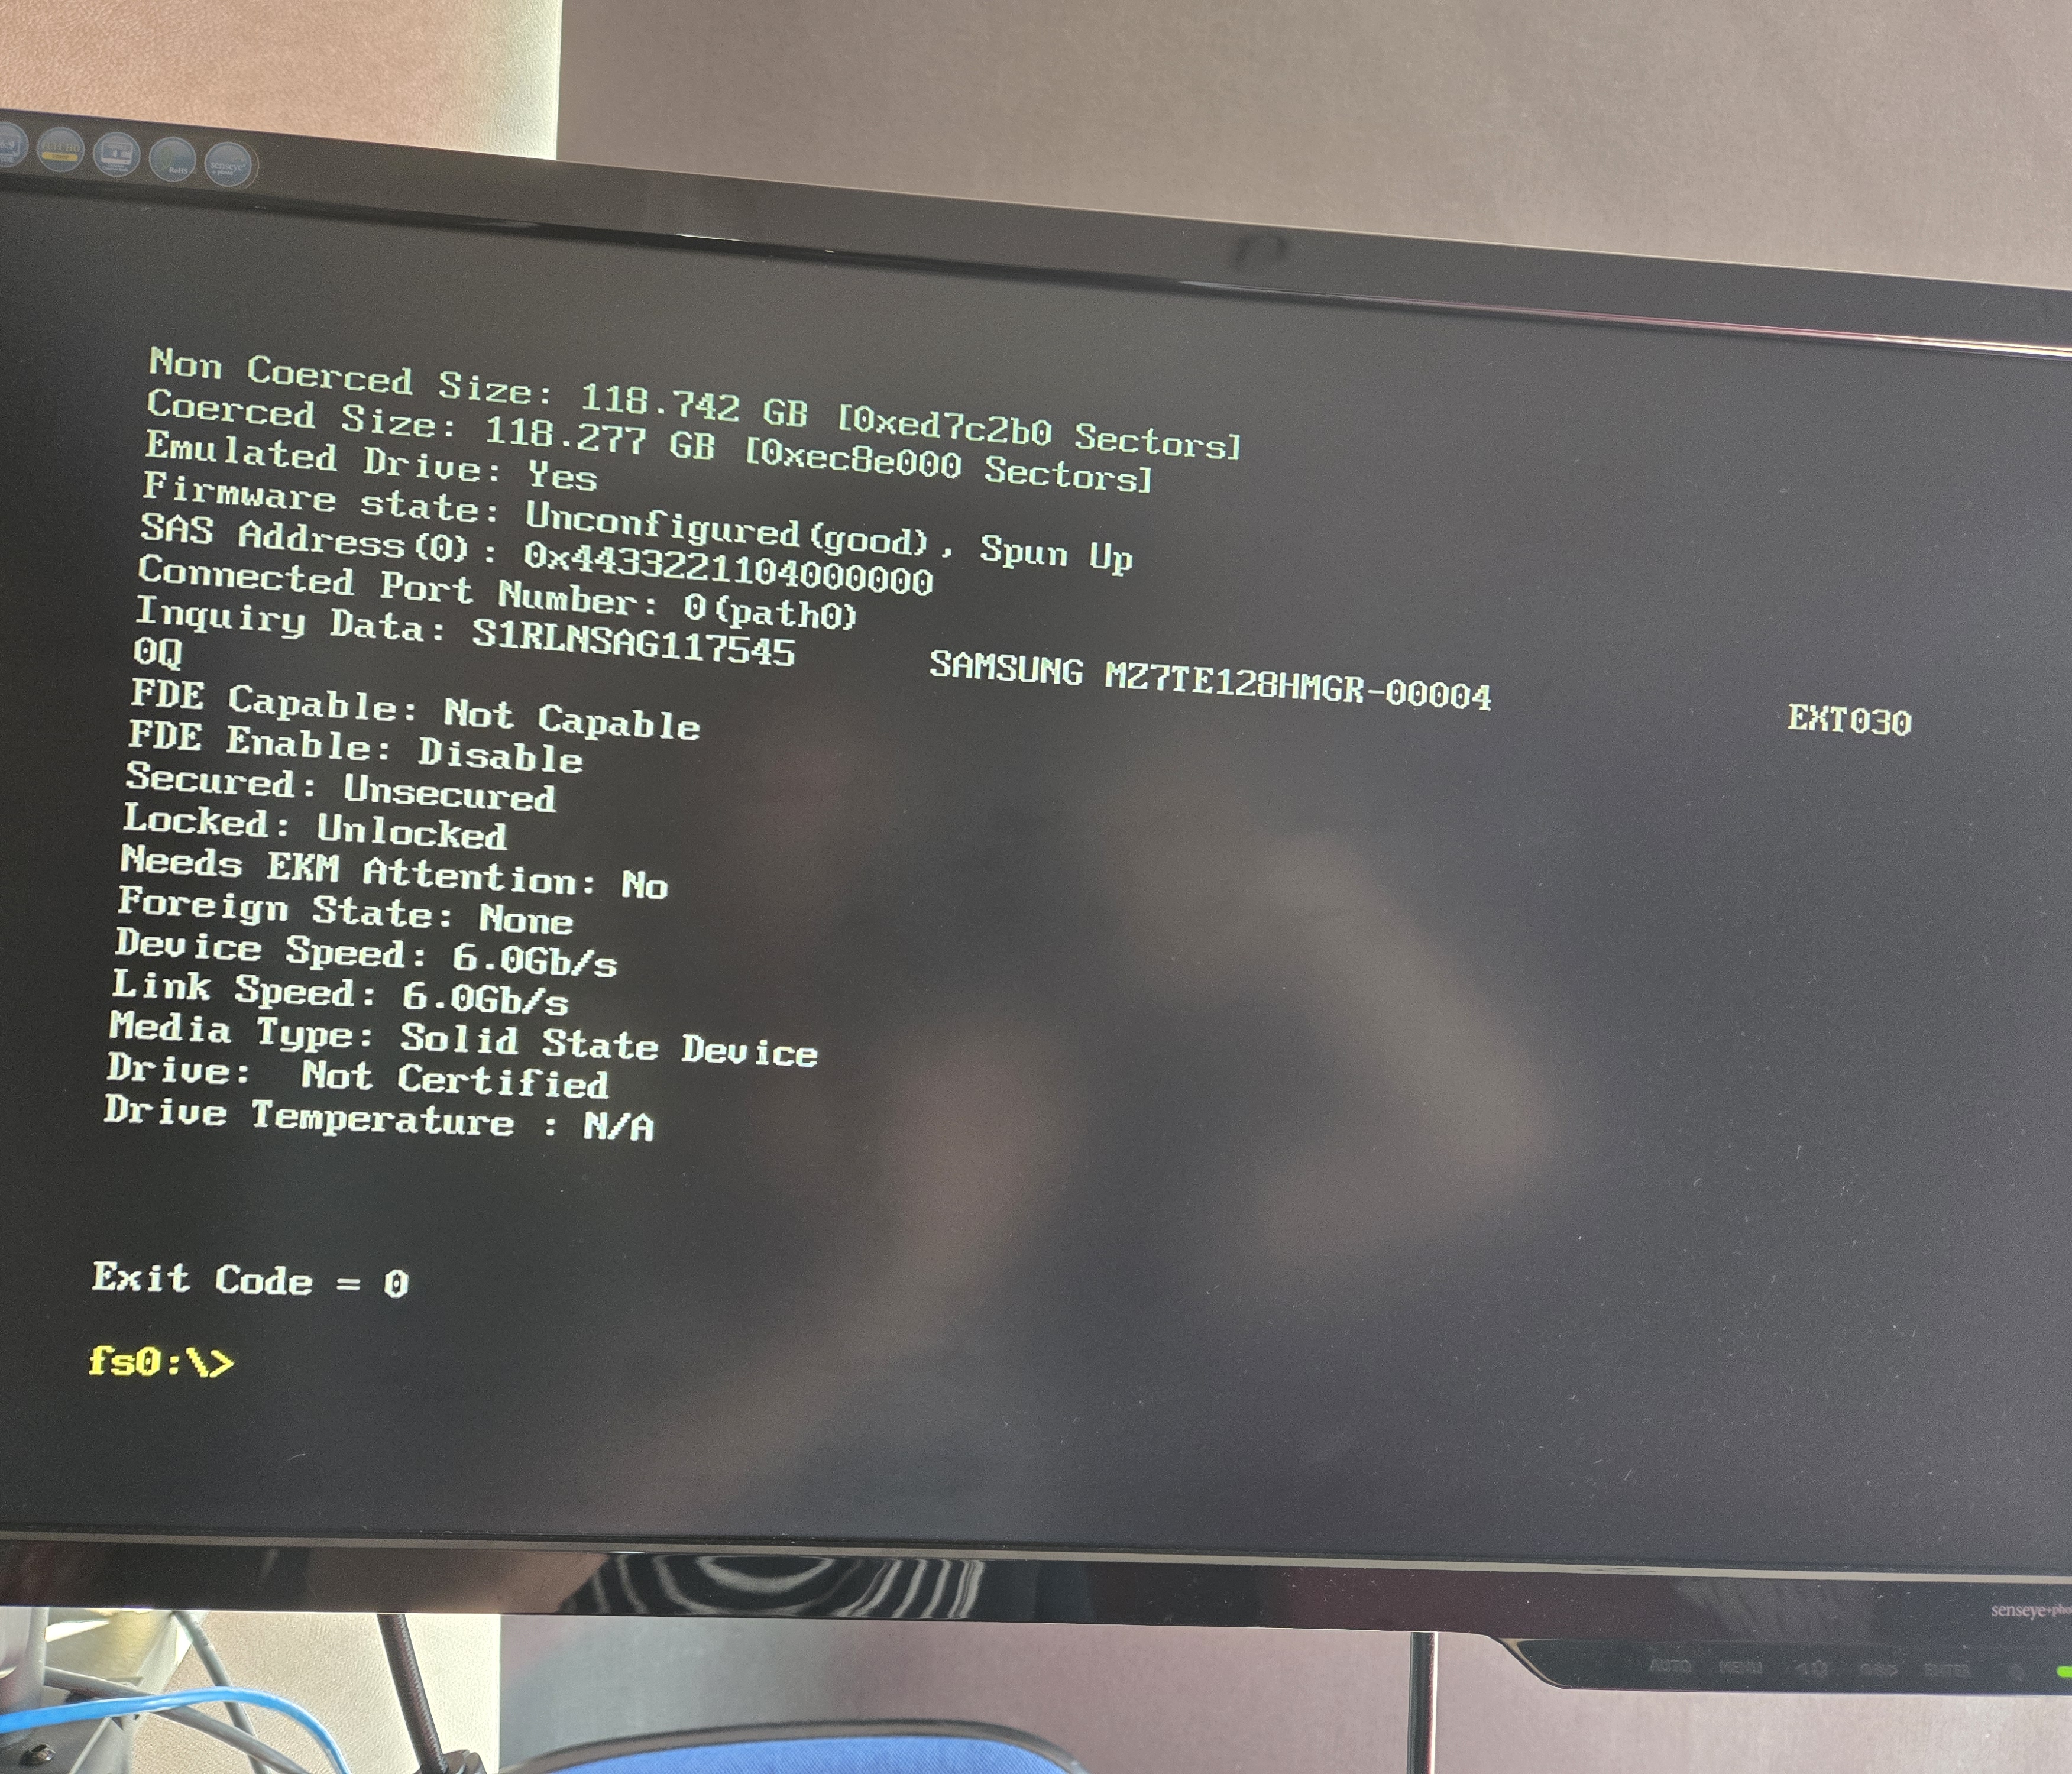 senseye+
RoHS
Non Coerced Size: 118.742 GB [0xed7c2b0 Sectors]
Coerced Size: 118.277 GB [0xec8e000 Sectors]
Emulated Drive: Yes
Firmware state: Unconfigured(good), Spun Up
SAS Address(0): 0x4433221104000000
Connected Port Number: 0(path0)
Inquiry Data: S1RLNSAG117545      SAMSUNG MZ7TE128HMGR-00004              EXT030
0Q
FDE Capable: Not Capable
FDE Enable: Disable
Secured: Unsecured
Locked: Unlocked
Needs EKM Attention: No
Foreign State: None
Device Speed: 6.0Gb/s
Link Speed: 6.0Gb/s
Media Type: Solid State Device
Drive:  Not Certified
Drive Temperature : N/A
Exit Code = 0
fs0:\>
AUTO MENU ENTER